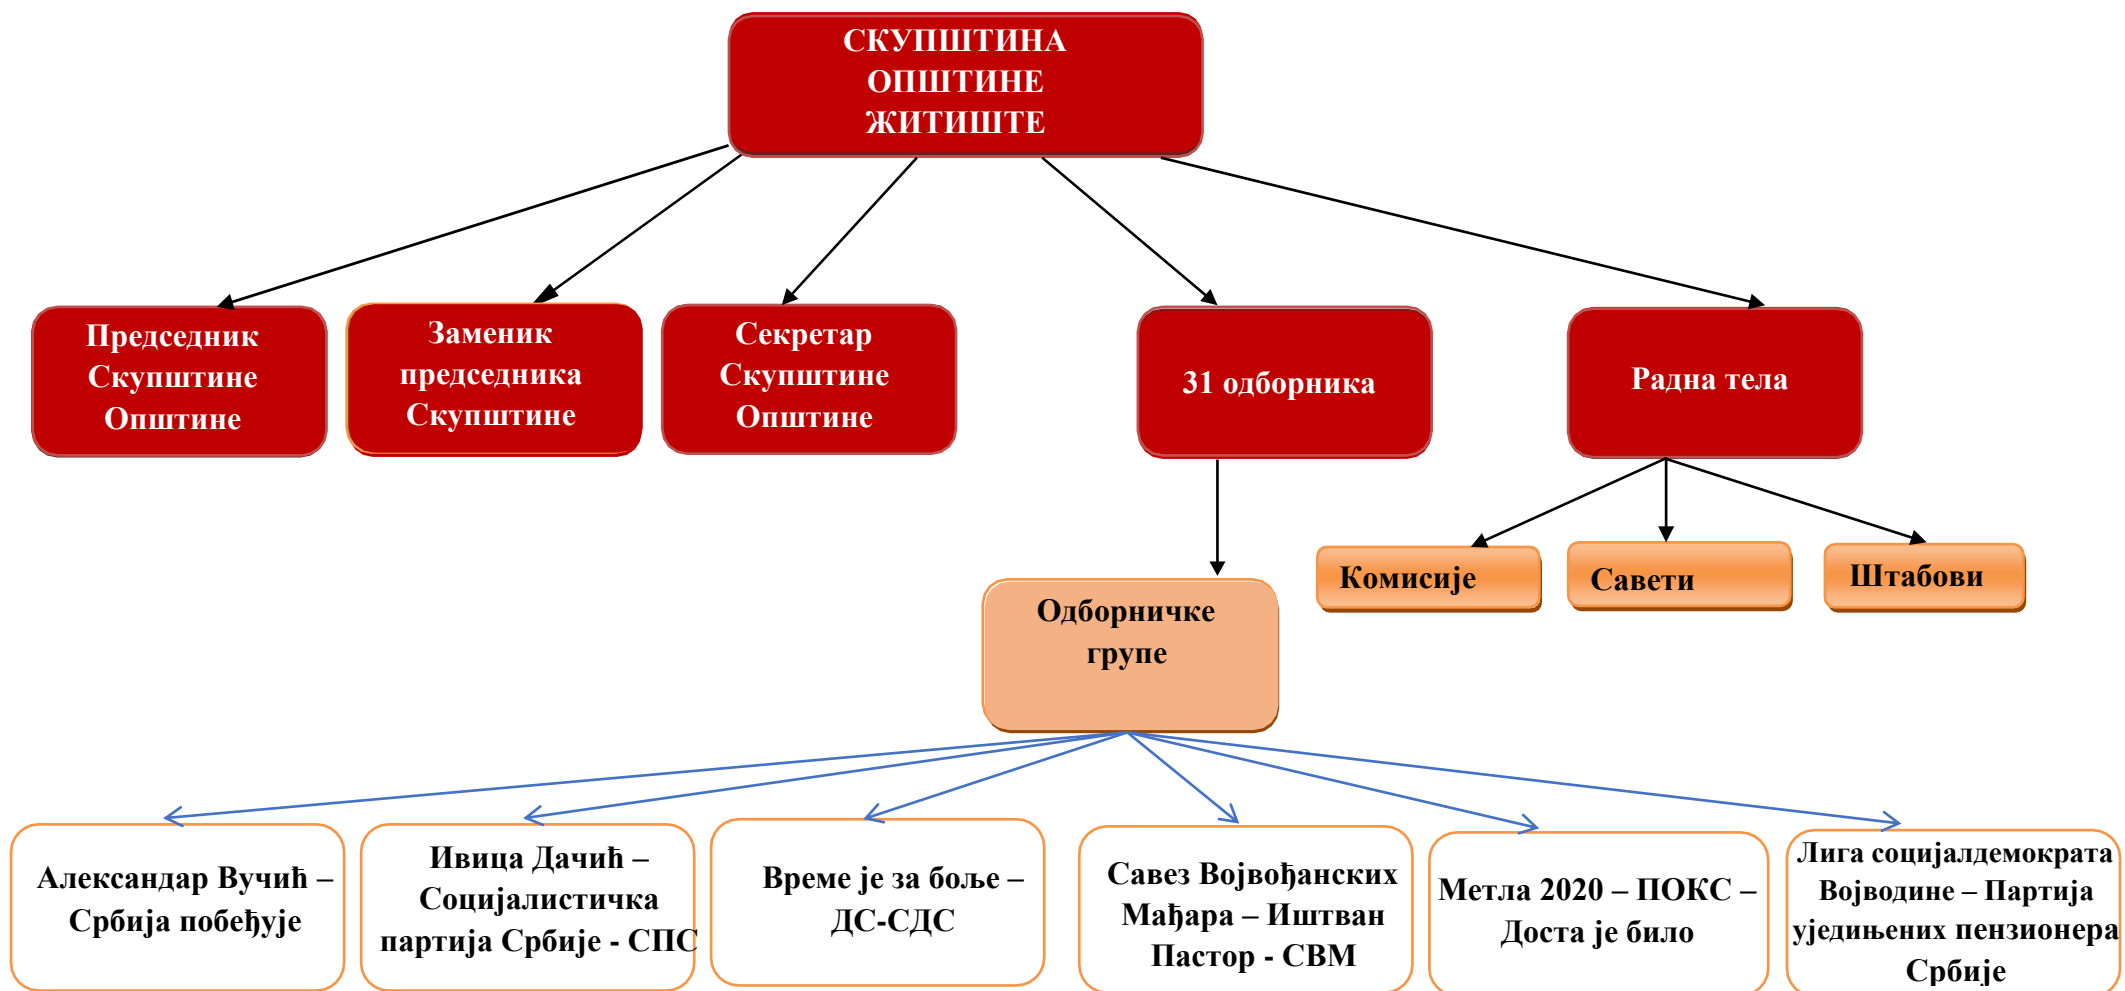 СКУПШТИНА
ОПШТИНЕ
ЖИТИШТЕ
Председник
Скупштине
Општине
Заменик
председника
Скупштине
Секретар
Скупштине
Општине
31 одборника
Радна тела
Комисије
Савети
Штабови
Одборничке
групе
Александар Вучић –
Србија побеђује
Ивица Дачић –
Социјалистичка
партија Србије - СПС
Време је за боље –
ДС-СДС
Савез Војвођанских
Мађара – Иштван
Пастор - СВМ
Метла 2020 – ПОКС –
Доста је било
Лига социјалдемократа
Војводине – Партија
уједињених пензионера
Србије